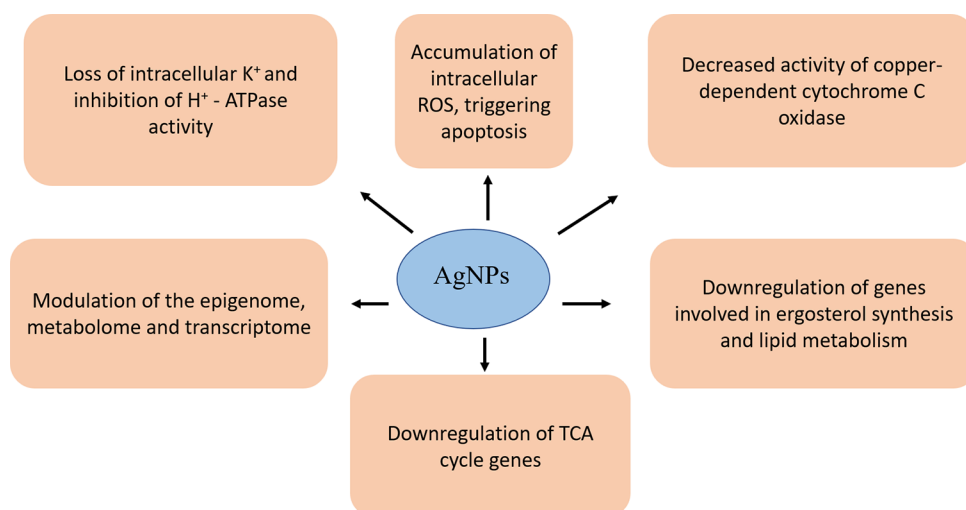 Loss of intracellular K⁺ and
inhibition of H⁺ - ATPase
activity
Accumulation of
intracellular
ROS, triggering
apoptosis
Decreased activity of copper-
dependent cytochrome C
oxidase
Modulation of the epigenome,
metabolome and transcriptome
AgNPs
Downregulation of genes
involved in ergosterol synthesis
and lipid metabolism
Downregulation of TCA
cycle genes